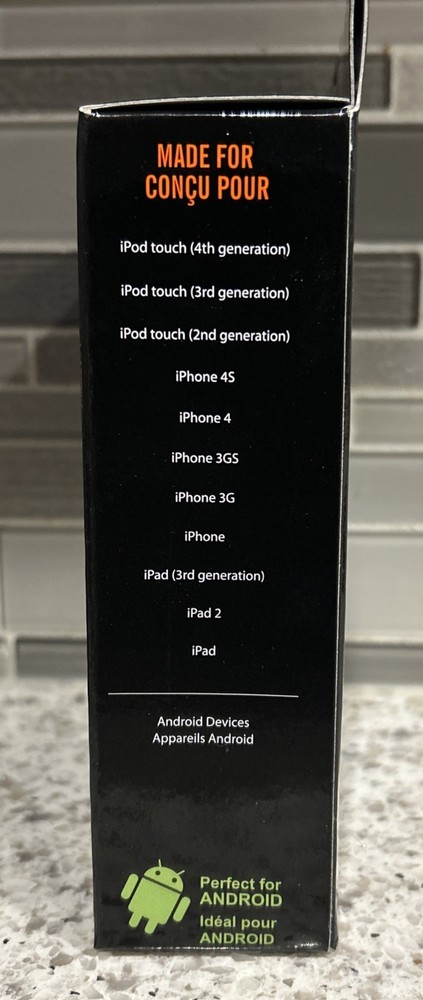 MADE FOR
CONÇU POUR
iPod touch (4th generation)
iPod touch (3rd generation)
iPod touch (2nd generation)
iPhone 4S
iPhone 4
iPhone 3GS
iPhone 3G
iPhone
iPad (3rd generation)
iPad 2
iPad
Android Devices
Appareils Android
Perfect for
ANDROID
Idéal pour
ANDROID